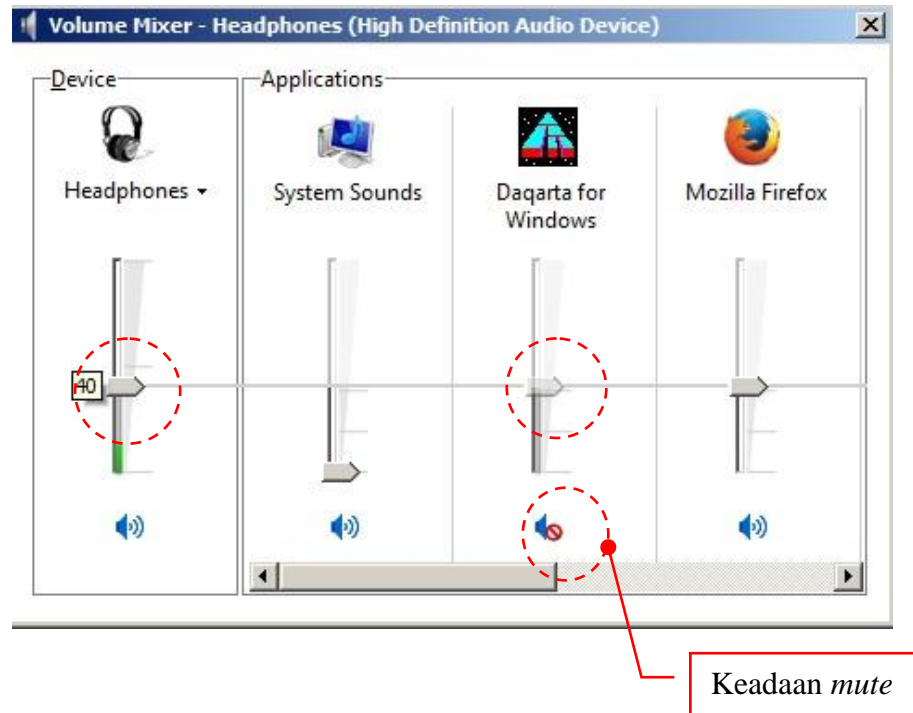 Volume Mixer - Headphones (High Definition Audio Device)
Device
Applications
Headphones
System Sounds
Daqarta for
Windows
Mozilla Firefox
40
Keadaan mute